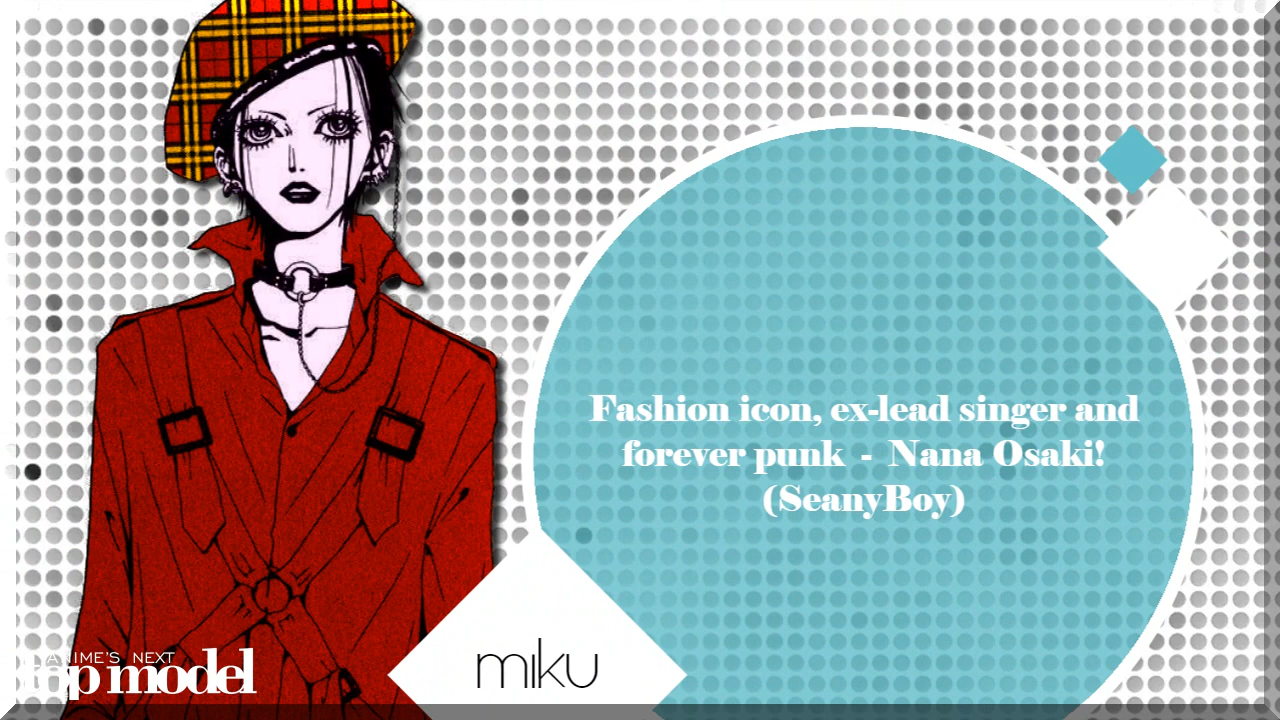 Fashion icon, ex-lead singer and
forever punk - Nana Osaki!
(SeanyBoy)
miku
ANIME'S NEXT
top model